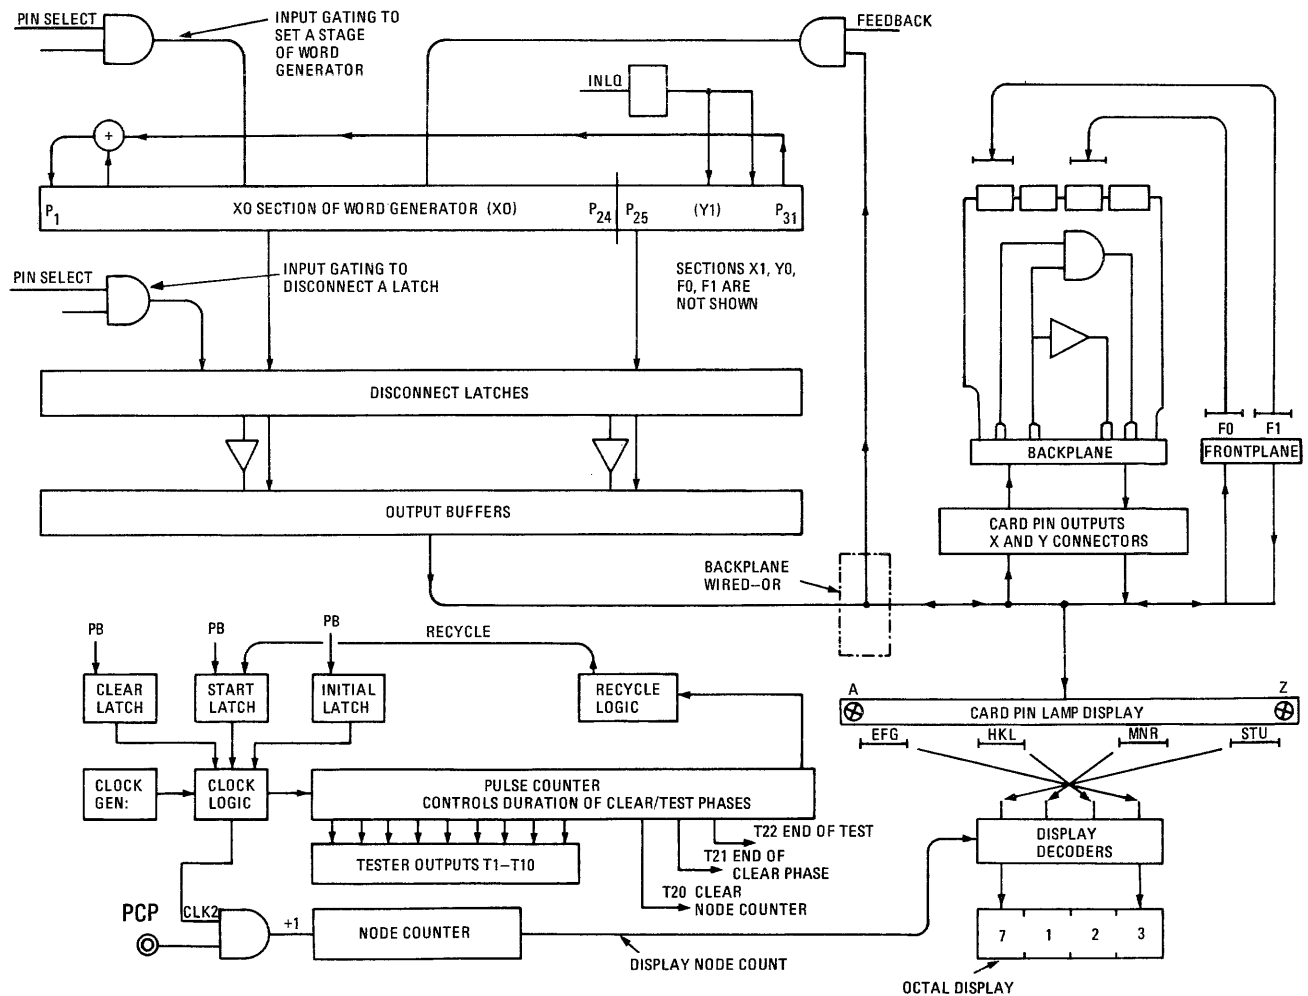 PIN SELECT
INPUT GATING TO
SET A STAGE
OF WORD
GENERATOR
FEEDBACK
INLQ
+
P1
X0 SECTION OF WORD GENERATOR (X0)
P24
P25
(Y1)
P31
PIN SELECT
INPUT GATING TO
DISCONNECT A LATCH
SECTIONS X1, Y0,
F0, F1 ARE
NOT SHOWN
DISCONNECT LATCHES
OUTPUT BUFFERS
F0
F1
BACKPLANE
FRONTPLANE
CARD PIN OUTPUTS
X AND Y CONNECTORS
BACKPLANE
WIRED–OR
PB
PB
PB
RECYCLE
CLEAR
LATCH
START
LATCH
INITIAL
LATCH
RECYCLE
LOGIC
A
Z
CARD PIN LAMP DISPLAY
EFG
HKL
MNR
STU
CLOCK
GEN:
CLOCK
LOGIC
PULSE COUNTER
CONTROLS DURATION OF CLEAR/TEST PHASES
TESTER OUTPUTS T1–T10
T22 END OF TEST
T21 END OF
CLEAR PHASE
T20 CLEAR
NODE COUNTER
DISPLAY
DECODERS
PCP
CLK2
+1
NODE COUNTER
DISPLAY NODE COUNT
7 1 2 3
OCTAL DISPLAY